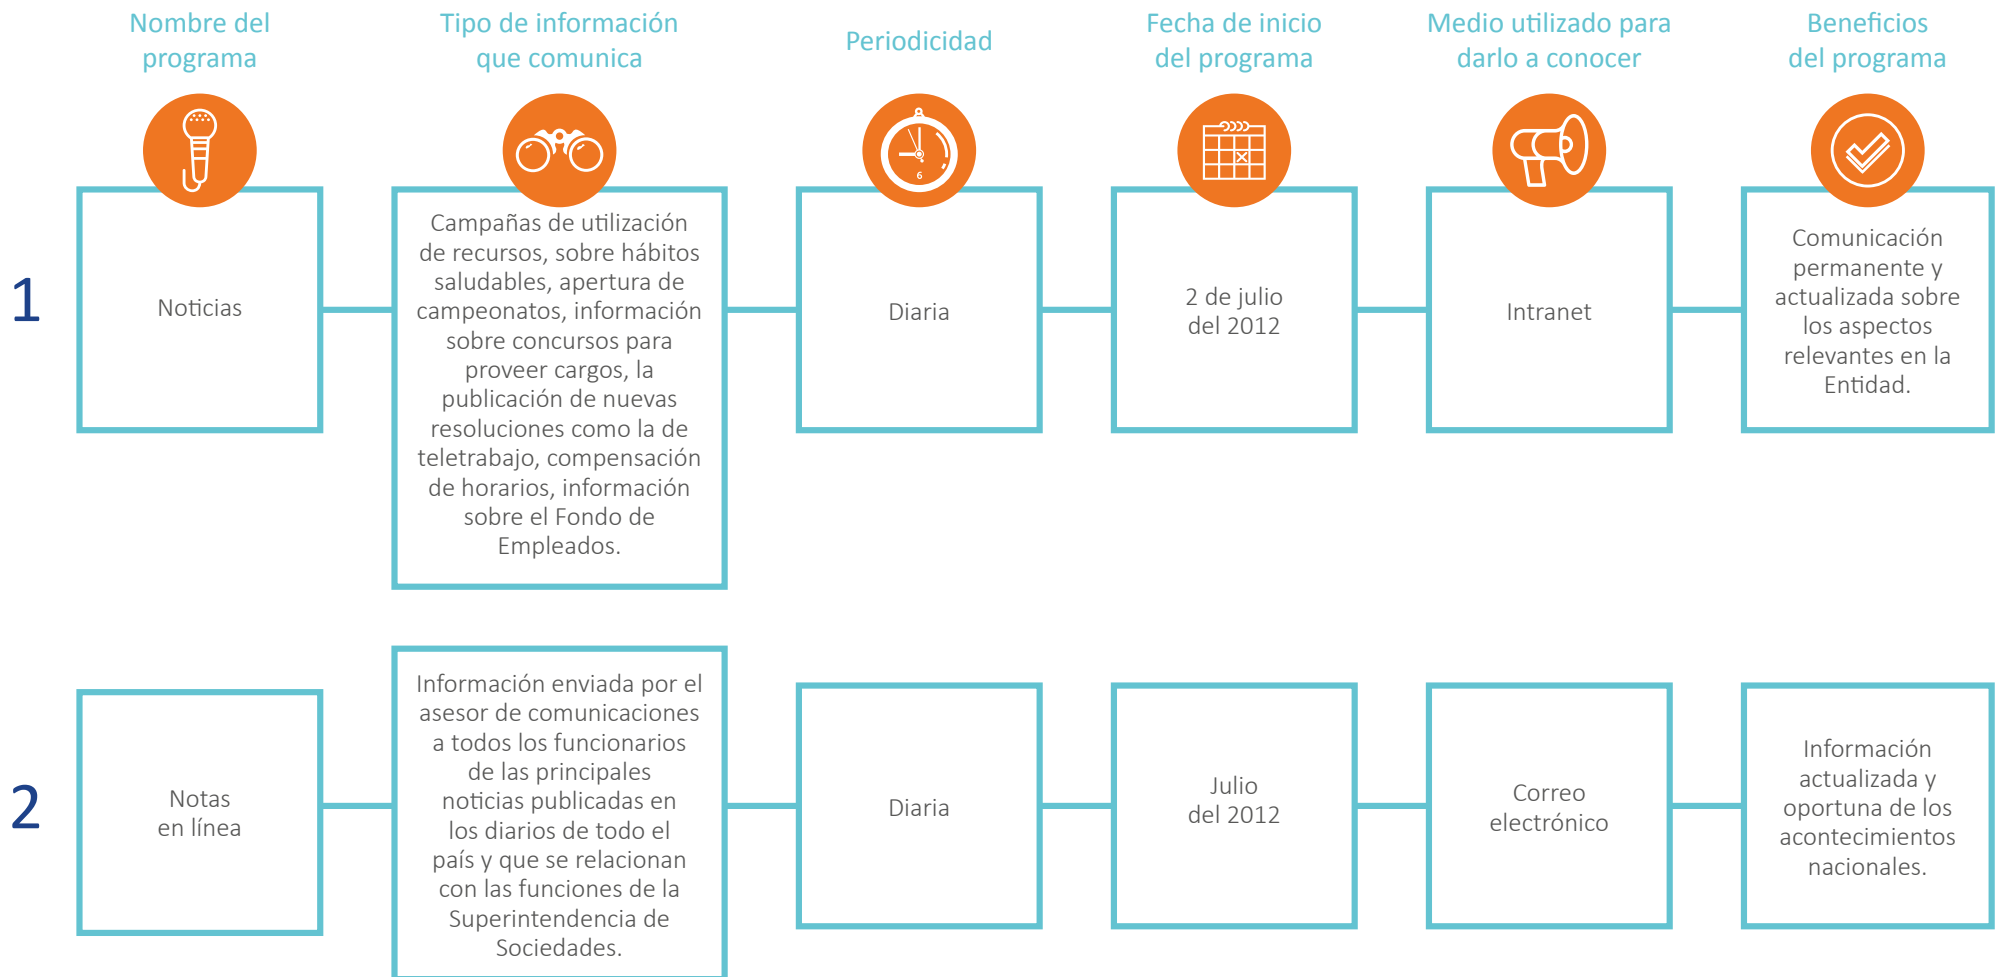 Nombre del
programa
Tipo de información
que comunica
Periodicidad
Fecha de inicio
del programa
Medio utilizado para
darlo a conocer
Beneficios
del programa
6
1
Noticias
Campañas de utilización
de recursos, sobre hábitos
saludables, apertura de
campeonatos, información
sobre concursos para
proveer cargos, la
publicación de nuevas
resoluciones como la de
teletrabajo, compensación
de horarios, información
sobre el Fondo de
Empleados.
Diaria
2 de julio
del 2012
Intranet
Comunicación
permanente y
actualizada sobre
los aspectos
relevantes en la
Entidad.
2
Notas
en línea
Información enviada por el
asesor de comunicaciones
a todos los funcionarios
de las principales
noticias publicadas en
los diarios de todo el
país y que se relacionan
con las funciones de la
Superintendencia de
Sociedades.
Diaria
Julio
del 2012
Correo
electrónico
Información
actualizada y
oportuna de los
acontecimientos
nacionales.